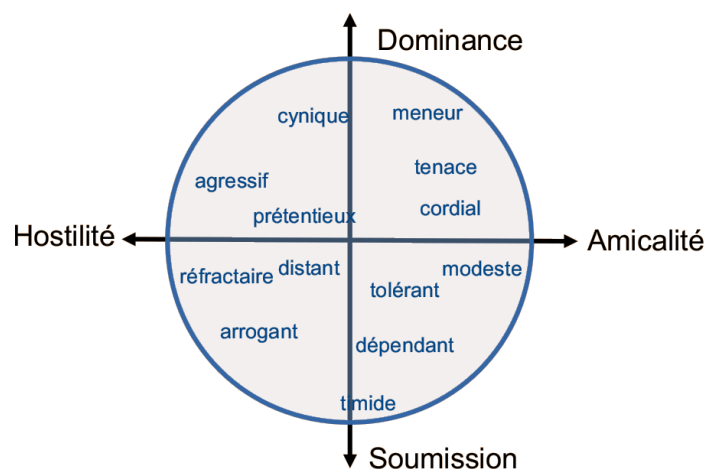 Dominance
cynique
meneur
tenace
agressif
cordial
prétentieux
Hostilité
Amicalité
distant
modeste
réfractaire
tolérant
arrogant
dépendant
timide
Soumission